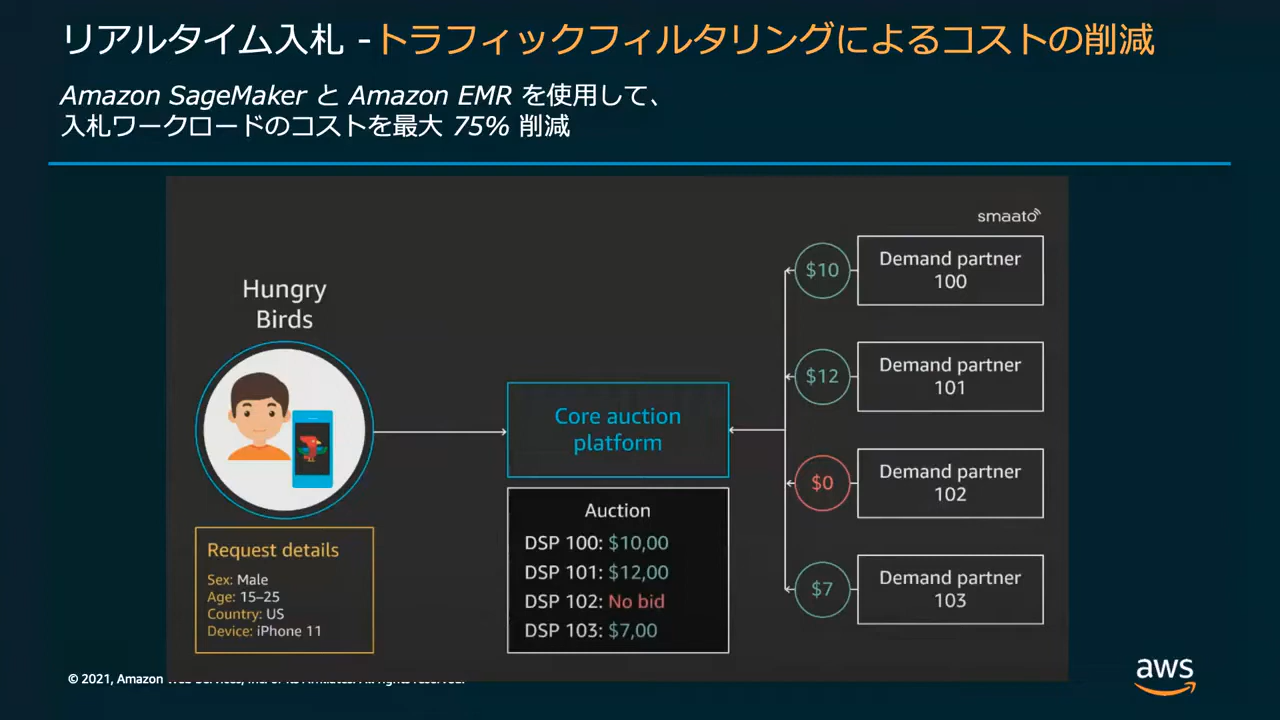 リアルタイム入札 -トラフィックフィルタリングによるコストの削減
Amazon SageMaker と Amazon EMR を使用して、
入札ワークロードのコストを最大 75% 削減
smaato
Hungry
Birds
Request details
Sex: Male
Age: 15–25
Country: US
Device: iPhone 11
Core auction
platform
Auction
DSP 100: $10,00
DSP 101: $12,00
DSP 102: No bid
DSP 103: $7,00
$10
Demand partner
100
$12
Demand partner
101
$0
Demand partner
102
$7
Demand partner
103
© 2021, Amazon
aws